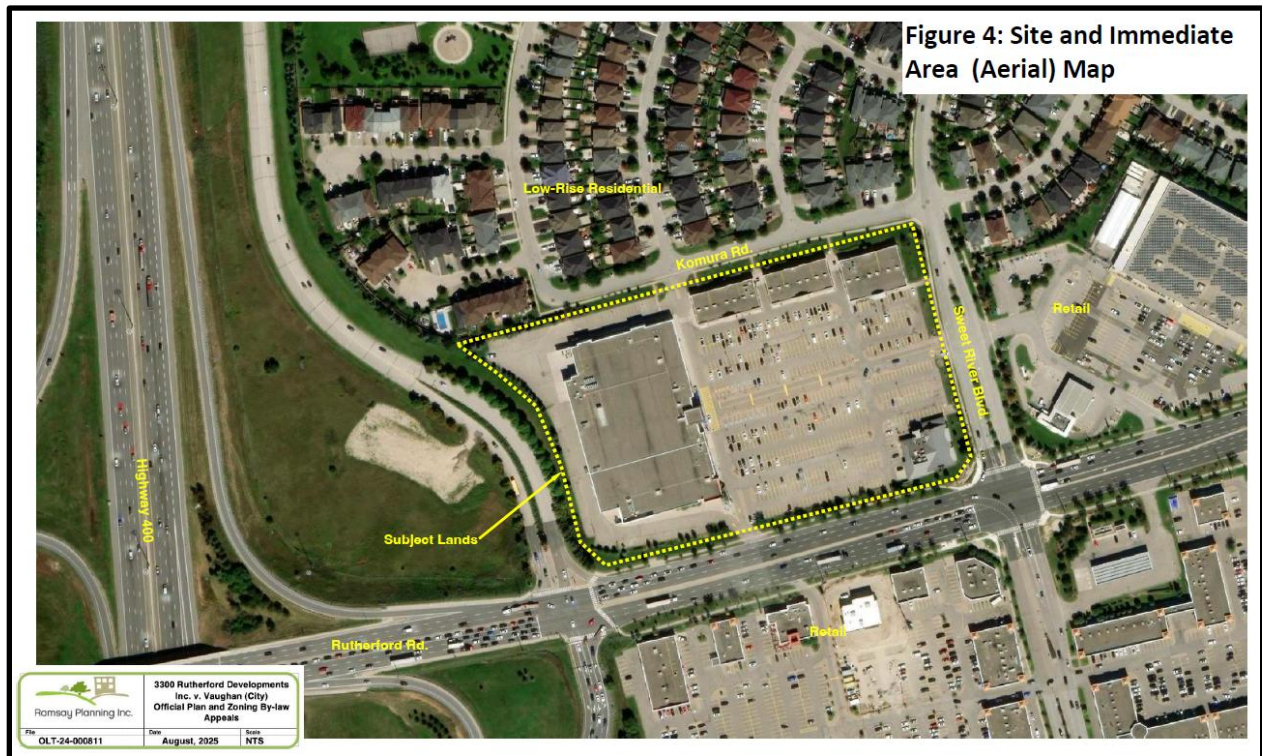 Figure 4: Site and Immediate
Area (Aerial) Map
Low-Rise Residential
Komura Rd.
Sweet River Blvd
Retail
Highway 400
Subject Lands
Rutherford Rd.
Retail
Ramsay Planning Inc.
3300 Rutherford Developments
Inc. v. Vaughan (City)
Official Plan and Zoning By-law
Appeals
File
OLT-24-000811
Date
August, 2025
Scale
NTS